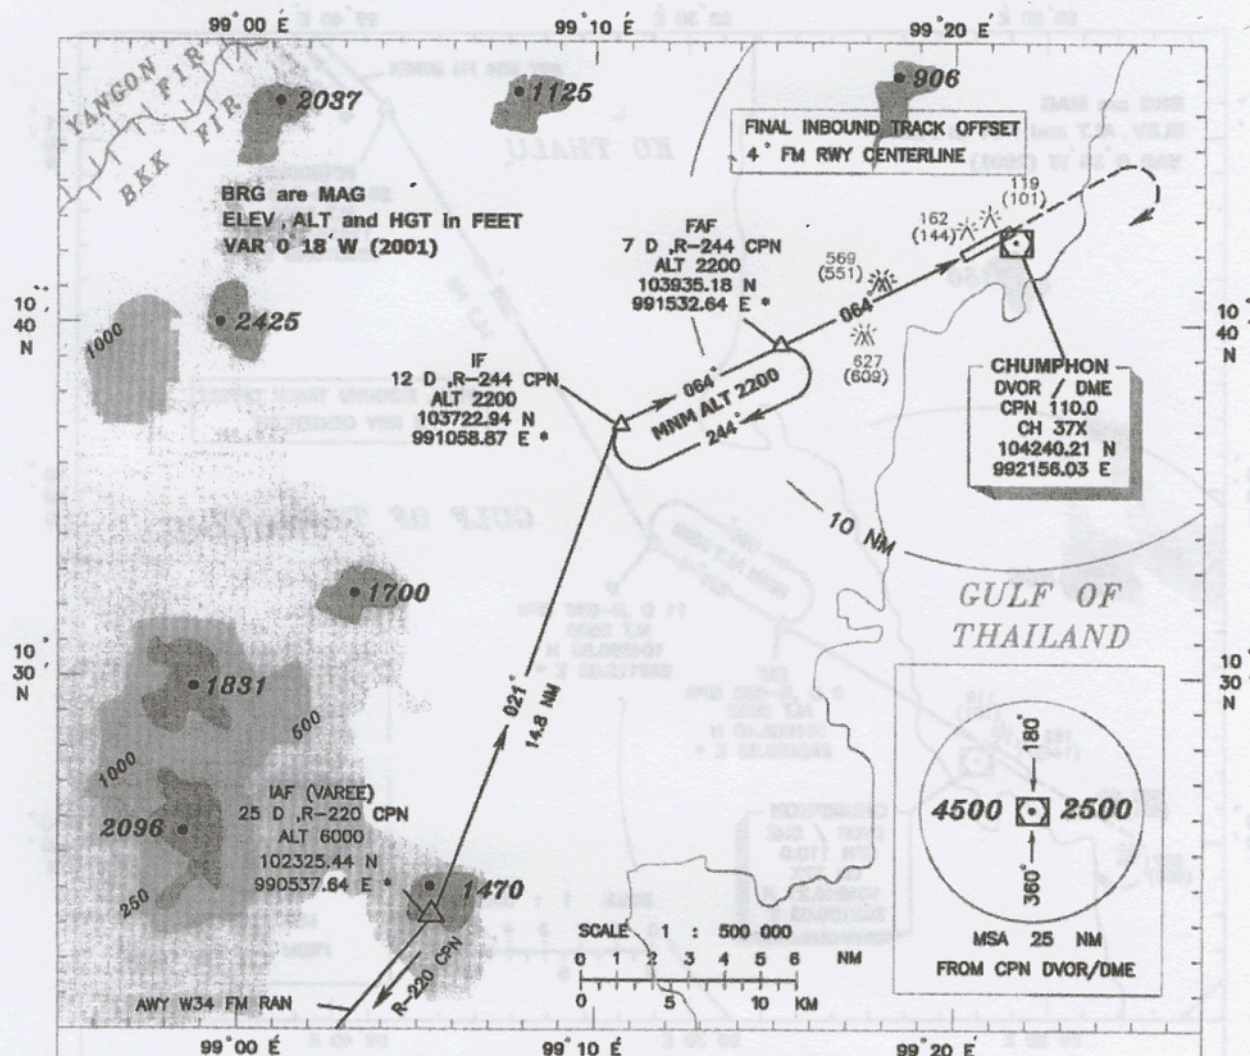 99°00'E
99°10'E
99°20'E
YANGON FIR
BKK FIR
2037
1125
906
FINAL INBOUND TRACK OFFSET
4° FM RWY CENTERLINE
BRG are MAG
ELEV, ALT and HGT in FEET
VAR 0 18'W (2001)
119
(101)
162
(144)
FAF
7 D ,R-244 CPN
ALT 2200
103935.18 N
991532.64 E *
569
(551)
064°
627
(609)
10°
40'
N
2425
1000
10°
40'
N
IF
12 D ,R-244 CPN
ALT 2200
103722.94 N
991058.87 E *
064°
MNM ALT 2200
244°
CHUMPHON
DVOR / DME
CPN 110.0
CH 37X
104240.21 N
992156.03 E
10 NM
1700
GULF OF
THAILAND
10°
30'
N
1831
500
1000
021°
14.8 NM
10°
30'
N
180°
4500
2500
360°
MSA 25 NM
FROM CPN DVOR/DME
IAF (VAREE)
25 D ,R-220 CPN
ALT 6000
102325.44 N
990537.64 E *
2096
250
1470
R-220 CPN
AWY W34 FM RAN
SCALE 1 : 500 000
0 1 2 3 4 5 6 NM
0 5 10 KM
99°00'E
99°10'E
99°20'E